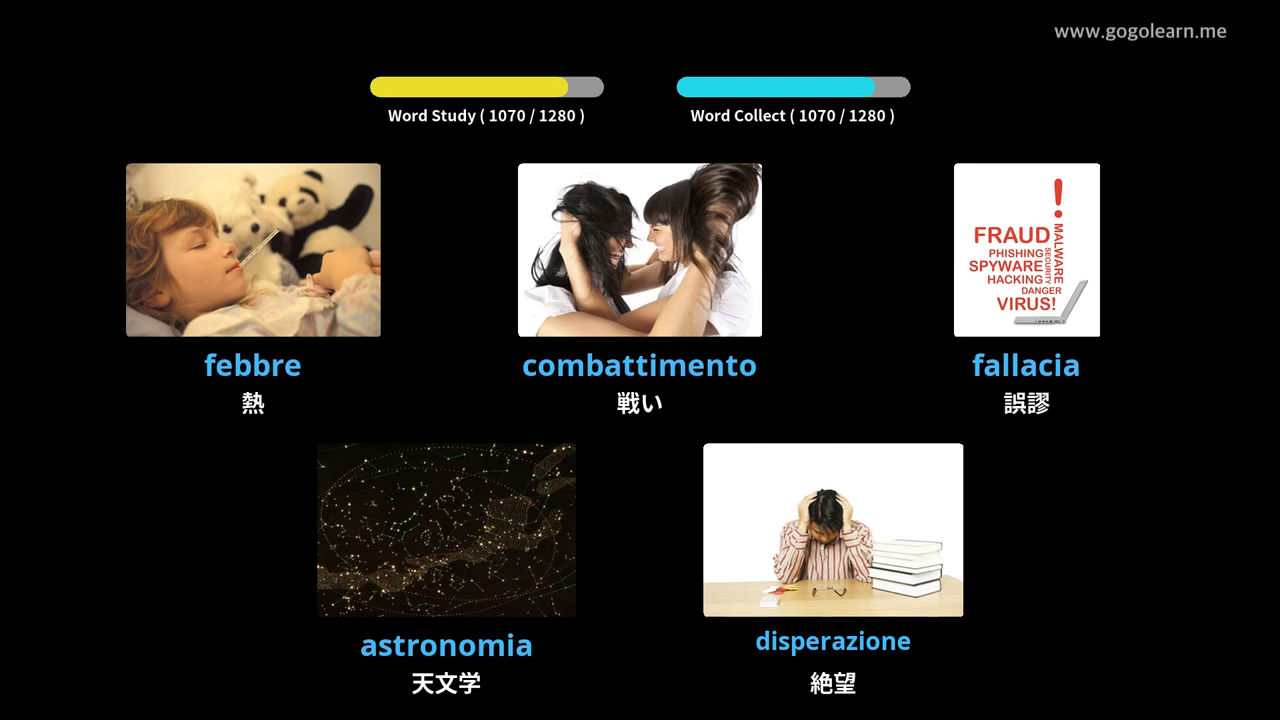 www.gogolearn.me
Word Study ( 1070 / 1280 )
Word Collect ( 1070 / 1280 )
!
FRAUD
PHISHING
SPYWARE
HACKING
DANGER
VIRUS!
MALWARE
SECURITY
febbre
熱
combattimento
戦い
fallacia
誤謬
astronomia
天文学
disperazione
絶望